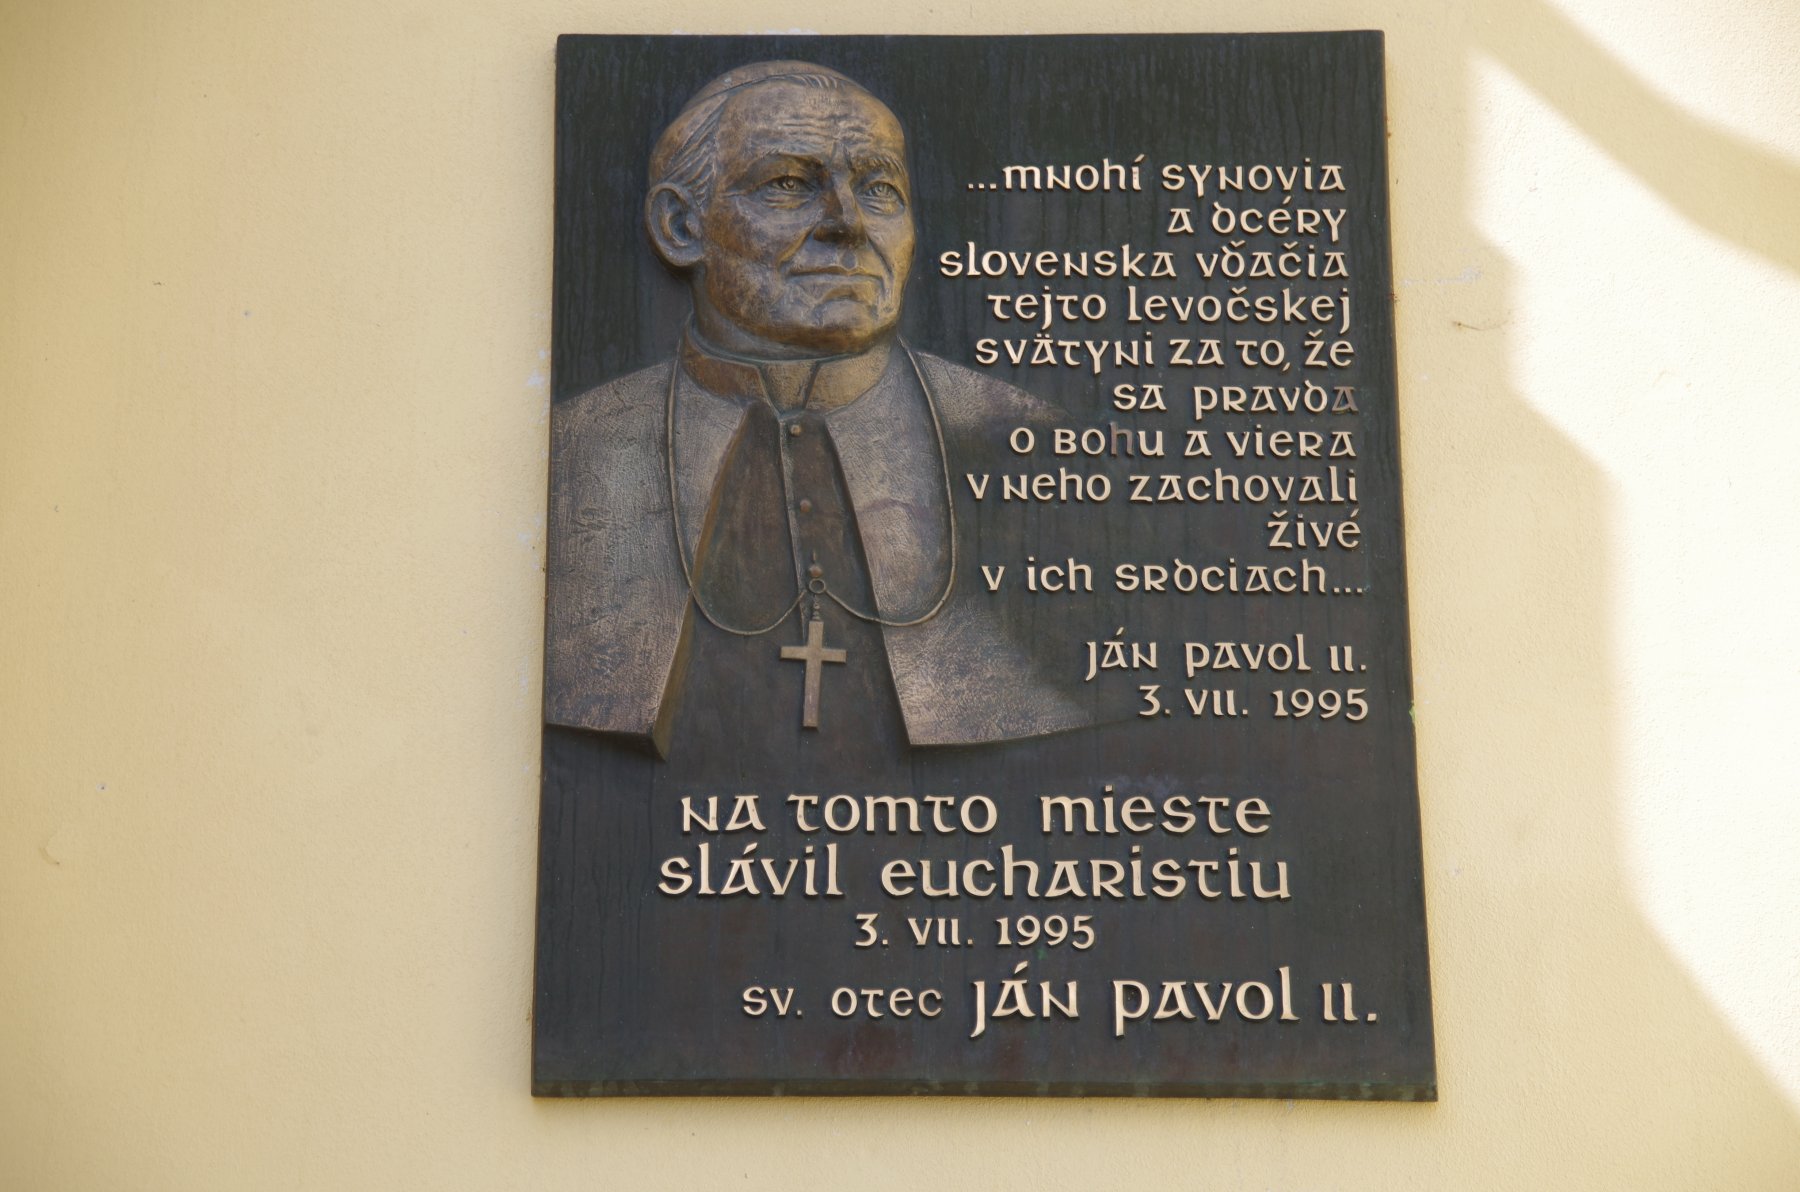 ...mnohí synovia
a dcéry
slovenska vďačia
tejto levočskej
svätyni za to, že
sa pravda
o bohu a viera
v neho zachovali
živé
v ich srdciach...
ján pavol II.
3. VII. 1995
na tomto mieste
slávil eucharistiu
3. VII. 1995
sv. otec ján pavol II.